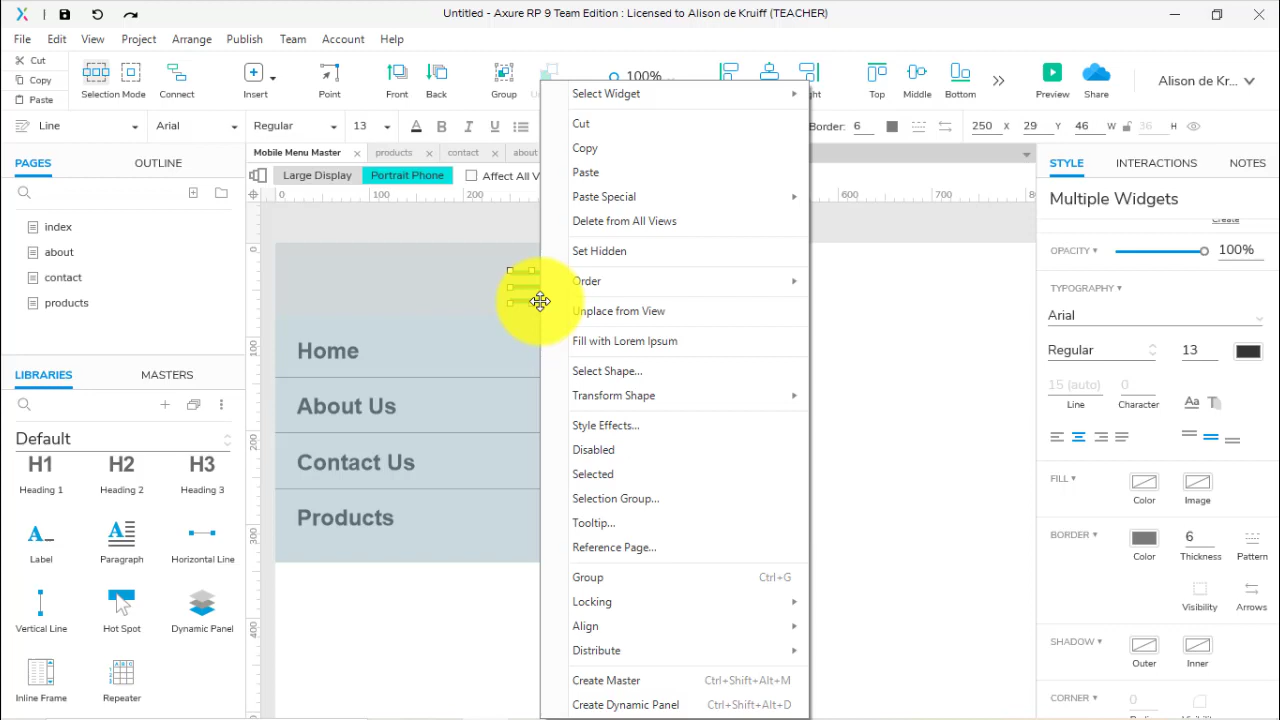 Untitled - Axure RP 9 Team Edition : Licensed to Alison de Kruiff (TEACHER)
File Edit View Project Arrange Publish Team Account Help
Cut
Copy
Paste
Selection Mode
Connect
Insert
Point
Front
Back
Group
100%
Top
Middle
Bottom
Preview
Share
Alison de Kr...
Line
Arial
Regular
13
Border: 6
250 X 29 Y 46 W 36 H
PAGES
OUTLINE
index
about
contact
products
LIBRARIES
MASTERS
Default
H1 H2 H3
Heading 1 Heading 2 Heading 3
Label Paragraph Horizontal Line
Vertical Line Hot Spot Dynamic Panel
Inline Frame Repeater
Mobile Menu Master
products
contact
about
Large Display
Portrait Phone
Affect All V
0 100 200 600 700 8
0
100
200
300
400
Home
About Us
Contact Us
Products
Select Widget
Cut
Copy
Paste
Paste Special
Delete from All Views
Set Hidden
Order
Unplace from View
Fill with Lorem Ipsum
Select Shape...
Transform Shape
Style Effects...
Disabled
Selected
Selection Group...
Tooltip...
Reference Page...
Group Ctrl+G
Locking
Align
Distribute
Create Master Ctrl+Shift+Alt+M
Create Dynamic Panel Ctrl+Shift+Alt+D
STYLE
INTERACTIONS
NOTES
Multiple Widgets
Create
OPACITY 100%
TYPOGRAPHY
Arial
Regular 13
15 (auto) 0
Line Character
FILL
Color Image
BORDER 6
Color Thickness Pattern
Visibility Arrows
SHADOW
Outer Inner
CORNER 0